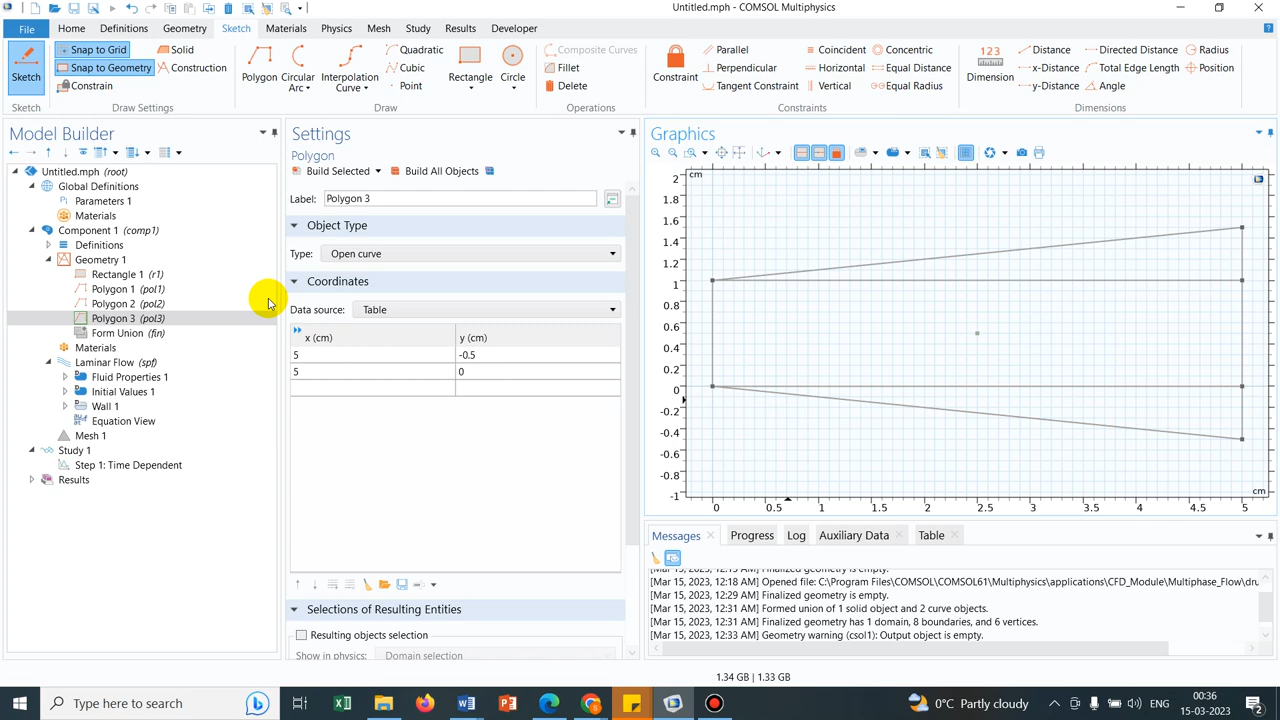 Untitled.mph - COMSOL Multiphysics
File Home Definitions Geometry Sketch Materials Physics Mesh Study Results Developer
Sketch
Snap to Grid
Snap to Geometry
Constrain
Solid
Construction
Polygon
Circular Arc
Interpolation Curve
Quadratic
Cubic
Point
Rectangle
Circle
Composite Curves
Fillet
Delete
Constraint
Parallel
Perpendicular
Tangent Constraint
Coincident
Horizontal
Vertical
Concentric
Equal Distance
Equal Radius
Dimension
Distance
x-Distance
y-Distance
Directed Distance
Total Edge Length
Angle
Radius
Position
Sketch Draw Settings Draw Operations Constraints Dimensions
Model Builder
Untitled.mph (root)
Global Definitions
Parameters 1
Materials
Component 1 (comp1)
Definitions
Geometry 1
Rectangle 1 (r1)
Polygon 1 (pol1)
Polygon 2 (pol2)
Polygon 3 (pol3)
Form Union (fin)
Materials
Laminar Flow (spf)
Fluid Properties 1
Initial Values 1
Wall 1
Equation View
Mesh 1
Study 1
Step 1: Time Dependent
Results
Settings
Polygon
Build Selected Build All Objects
Label: Polygon 3
Object Type
Type: Open curve
Coordinates
Data source: Table
x (cm) y (cm)
5 -0.5
5 0
Selections of Resulting Entities
Resulting objects selection
Show in physics: Domain selection
Graphics
cm
2
1.8
1.6
1.4
1.2
1
0.8
0.6
0.4
0.2
0
-0.2
-0.4
-0.6
-0.8
-1
cm
0 0.5 1 1.5 2 2.5 3 3.5 4 4.5 5
Messages Progress Log Auxiliary Data Table
[Mar 15, 2023, 12:18 AM] Opened file: C:\Program Files\COMSOL\COMSOL61\Multiphysics\applications\CFD_Module\Multiphase_Flow\dru
[Mar 15, 2023, 12:29 AM] Finalized geometry is empty.
[Mar 15, 2023, 12:31 AM] Formed union of 1 solid object and 2 curve objects.
[Mar 15, 2023, 12:31 AM] Finalized geometry has 1 domain, 8 boundaries, and 6 vertices.
[Mar 15, 2023, 12:33 AM] Geometry warning (csol1): Output object is empty.
1.34 GB | 1.33 GB
Type here to search
0°C Partly cloudy
ENG
00:36
15-03-2023
2